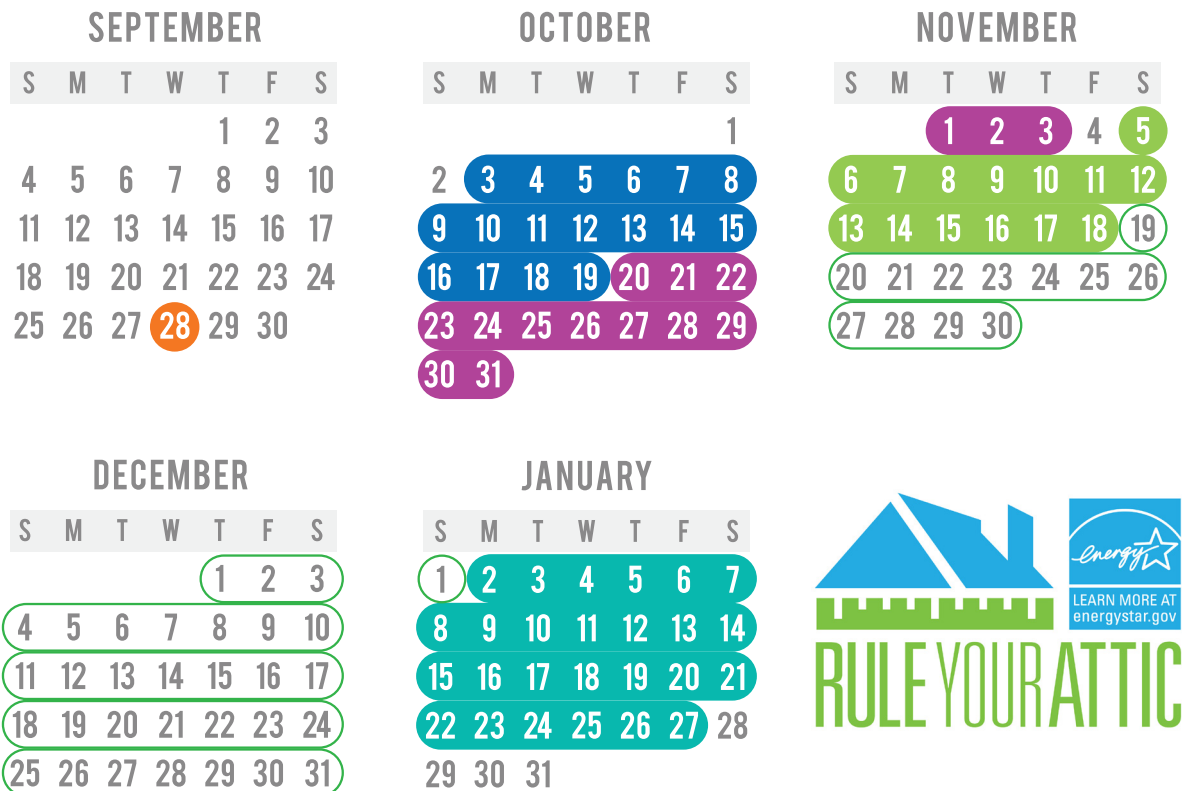 SEPTEMBER
S M T W T F S
1 2 3
4 5 6 7 8 9 10
11 12 13 14 15 16 17
18 19 20 21 22 23 24
25 26 27 28 29 30
OCTOBER
S M T W T F S
1
2 3 4 5 6 7 8
9 10 11 12 13 14 15
16 17 18 19 20 21 22
23 24 25 26 27 28 29
30 31
NOVEMBER
S M T W T F S
1 2 3 4 5
6 7 8 9 10 11 12
13 14 15 16 17 18 19
20 21 22 23 24 25 26
27 28 29 30
DECEMBER
S M T W T F S
1 2 3
4 5 6 7 8 9 10
11 12 13 14 15 16 17
18 19 20 21 22 23 24
25 26 27 28 29 30 31
JANUARY
S M T W T F S
1 2 3 4 5 6 7
8 9 10 11 12 13 14
15 16 17 18 19 20 21
22 23 24 25 26 27 28
29 30 31
energy
LEARN MORE AT
energystar.gov
RULE YOUR ATTIC